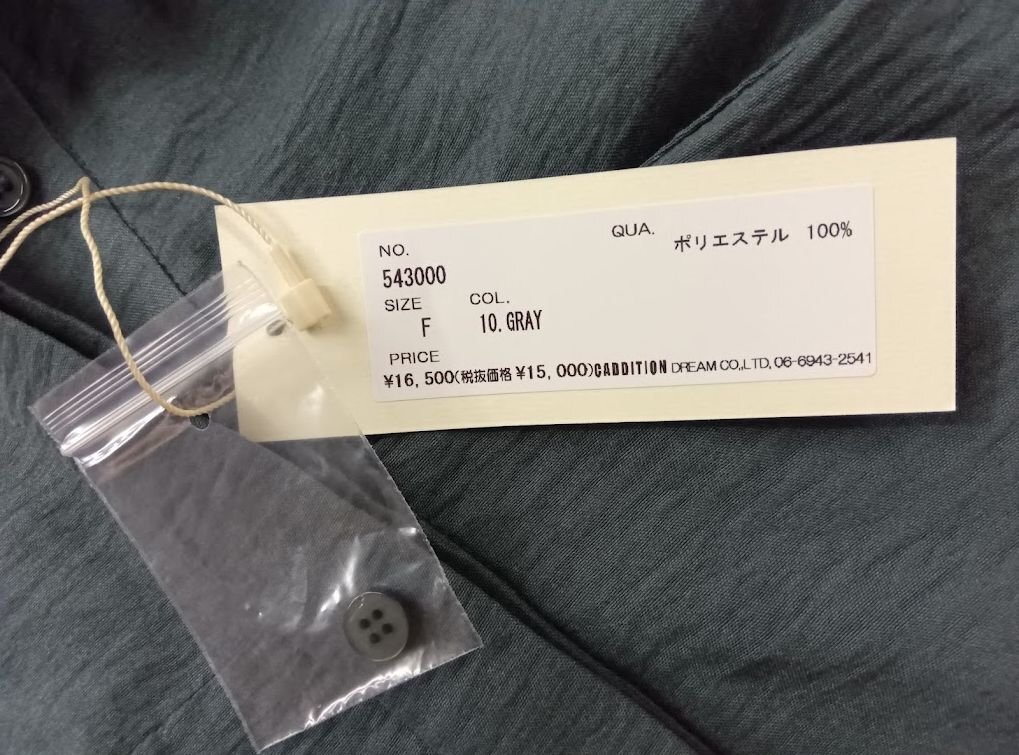 NO.
QUA. ポリエステル 100%
543000
SIZE COL.
F 10.GRAY
PRICE
¥16,500(税抜価格¥15,000)CADDITION DREAM CO.,LTD, 06-6943-2541